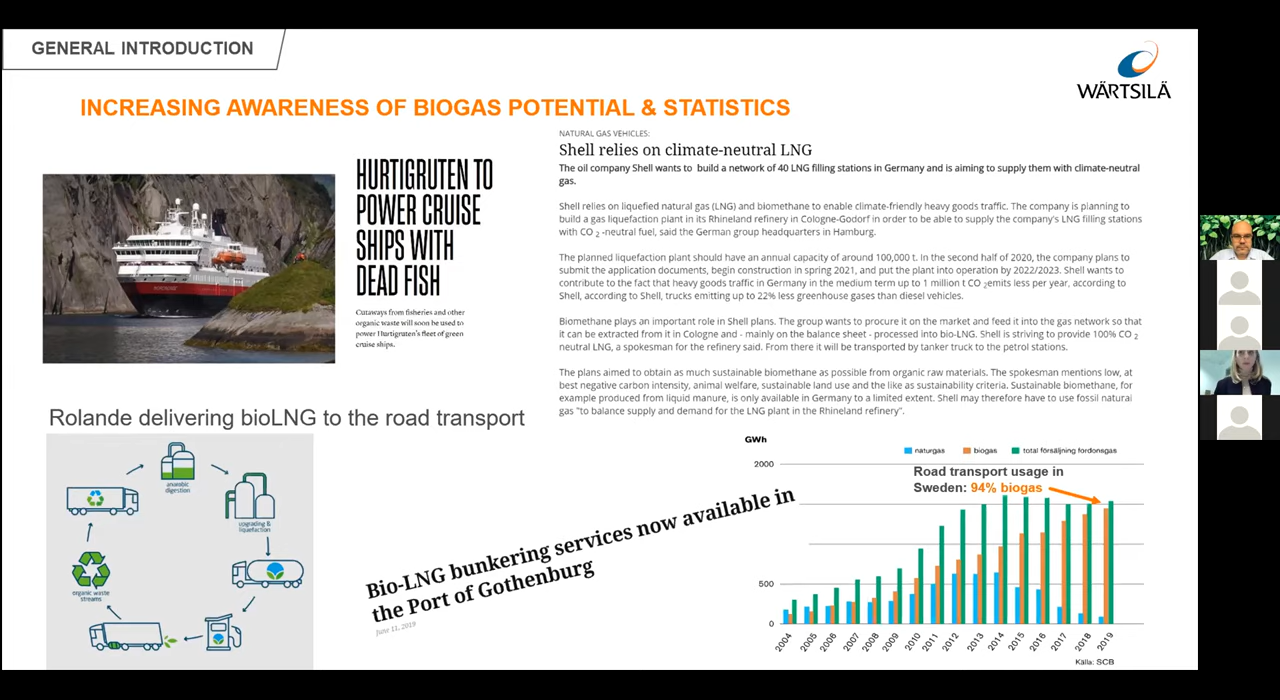 GENERAL INTRODUCTION
WÄRTSILÄ
INCREASING AWARENESS OF BIOGAS POTENTIAL & STATISTICS
HURTIGRUTEN TO
POWER CRUISE
SHIPS WITH
DEAD FISH
Cutaways from fisheries and other
organic waste will soon be used to
power Hurtigruten's fleet of green
cruise ships.
NATURAL GAS VEHICLES:
Shell relies on climate-neutral LNG
The oil company Shell wants to build a network of 40 LNG filling stations in Germany and is aiming to supply them with climate-neutral
gas.
Shell relies on liquefied natural gas (LNG) and biomethane to enable climate-friendly heavy goods traffic. The company is planning to
build a gas liquefaction plant in its Rhineland refinery in Cologne-Godorf in order to be able to supply the company's LNG filling stations
with CO 2 -neutral fuel, said the German group headquarters in Hamburg.
The planned liquefaction plant should have an annual capacity of around 100,000 t. In the second half of 2020, the company plans to
submit the application documents, begin construction in spring 2021, and put the plant into operation by 2022/2023. Shell wants to
contribute to the fact that heavy goods traffic in Germany in the medium term up to 1 million t CO 2emits less per year, according to
Shell, according to Shell, trucks emitting up to 22% less greenhouse gases than diesel vehicles.
Biomethane plays an important role in Shell plans. The group wants to procure it on the market and feed it into the gas network so that
it can be extracted from it in Cologne and - mainly on the balance sheet - processed into bio-LNG. Shell is striving to provide 100% CO 2
neutral LNG, a spokesman for the refinery said. From there it will be transported by tanker truck to the petrol stations.
The plans aimed to obtain as much sustainable biomethane as possible from organic raw materials. The spokesman mentions low, at
best negative carbon intensity, animal welfare, sustainable land use and the like as sustainability criteria. Sustainable biomethane, for
example produced from liquid manure, is only available in Germany to a limited extent. Shell may therefore have to use fossil natural
gas "to balance supply and demand for the LNG plant in the Rhineland refinery".
Rolande delivering bioLNG to the road transport
anaerobic
digestion
upgrading &
liquefaction
organic waste
streams
Bio-LNG bunkering services now available in
the Port of Gothenburg
June 11, 2019
GWh
naturgas biogas total försäljning fordonsgas
2000
Road transport usage in
Sweden: 94% biogas
500
0
2004 2005 2006 2007 2008 2009 2010 2011 2012 2013 2014 2015 2016 2017 2018 2019
Källa: SCB